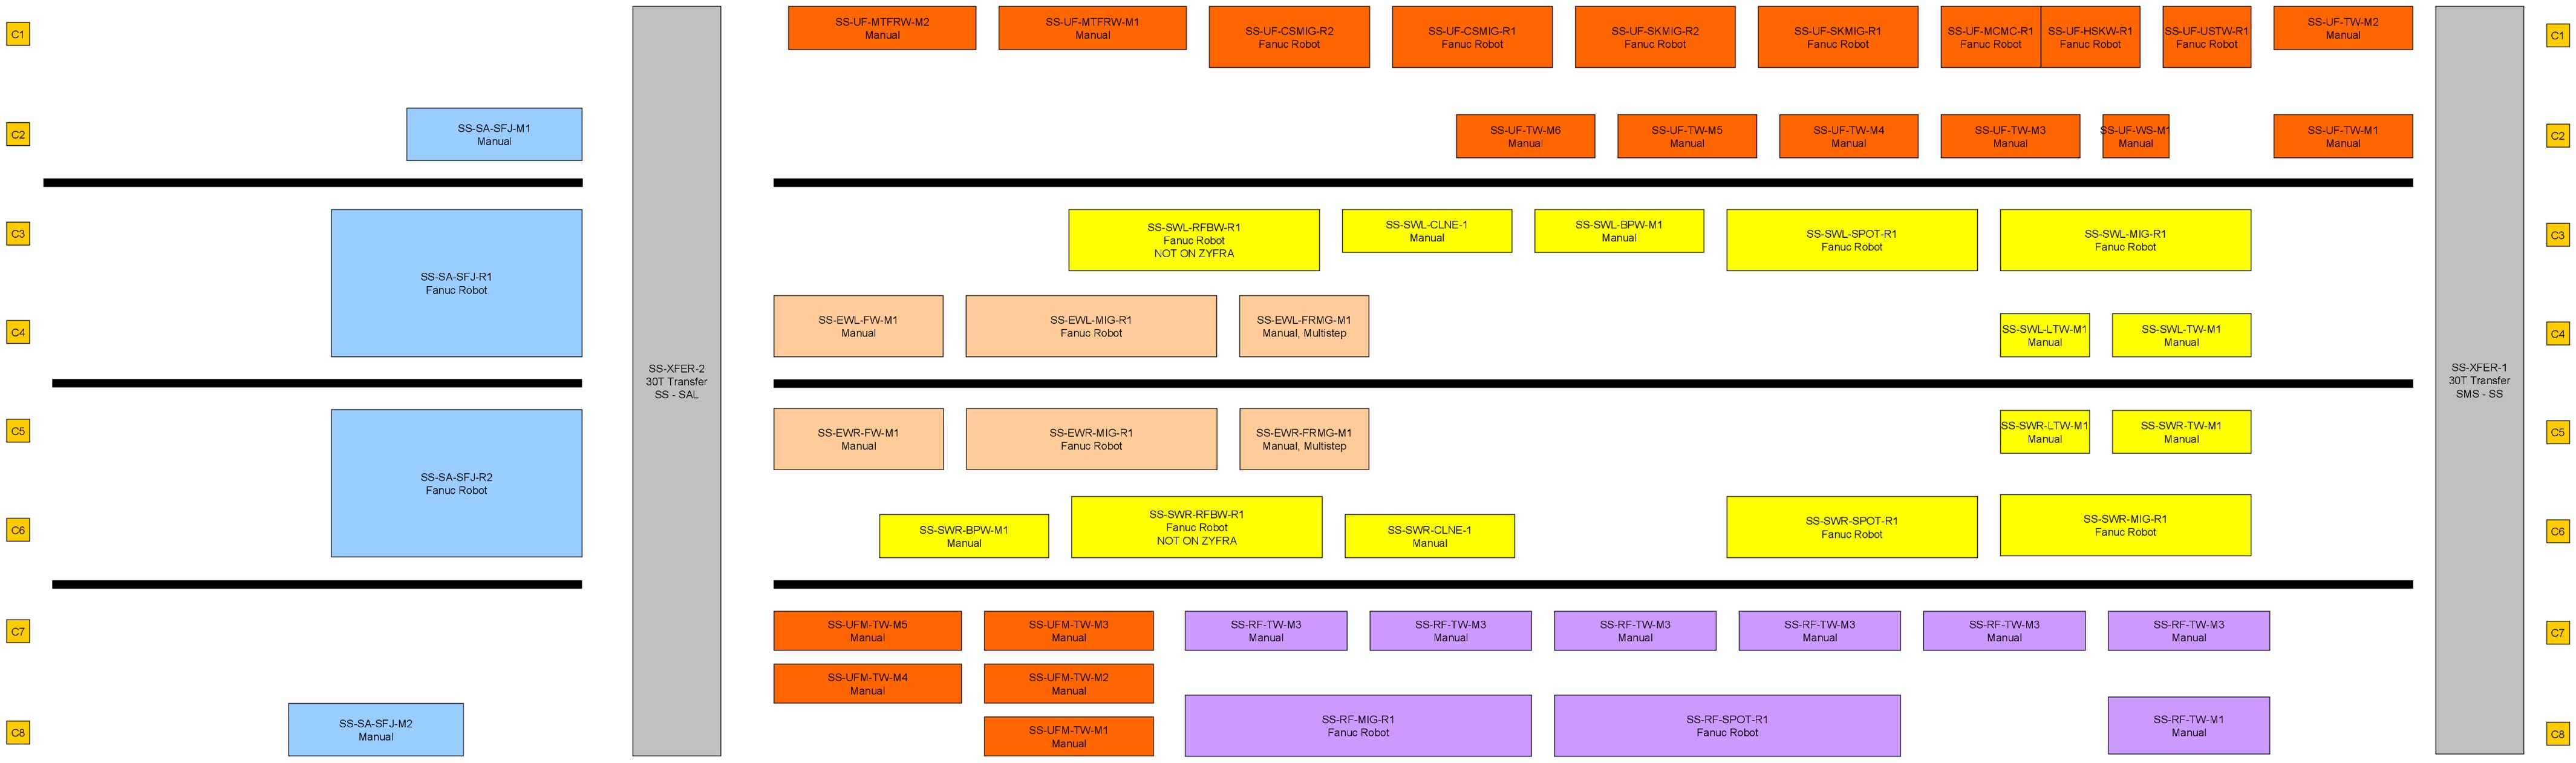 C1
SS-UF-MTFRW-M2
Manual
SS-UF-MTFRW-M1
Manual
SS-UF-CSMIG-R2
Fanuc Robot
SS-UF-CSMIG-R1
Fanuc Robot
SS-UF-SKMIG-R2
Fanuc Robot
SS-UF-SKMIG-R1
Fanuc Robot
SS-UF-MCMC-R1
Fanuc Robot
SS-UF-HSKW-R1
Fanuc Robot
SS-UF-USTW-R1
Fanuc Robot
SS-UF-TW-M2
Manual
C1
C2
SS-SA-SFJ-M1
Manual
SS-UF-TW-M6
Manual
SS-UF-TW-M5
Manual
SS-UF-TW-M4
Manual
SS-UF-TW-M3
Manual
SS-UF-WS-M1
Manual
SS-UF-TW-M1
Manual
C2
C3
SS-SWL-RFBW-R1
Fanuc Robot
NOT ON ZYFRA
SS-SWL-CLNE-1
Manual
SS-SWL-BPW-M1
Manual
SS-SWL-SPOT-R1
Fanuc Robot
SS-SWL-MIG-R1
Fanuc Robot
C3
SS-SA-SFJ-R1
Fanuc Robot
C4
SS-EWL-FW-M1
Manual
SS-EWL-MIG-R1
Fanuc Robot
SS-EWL-FRMG-M1
Manual, Multistep
SS-SWL-LTW-M1
Manual
SS-SWL-TW-M1
Manual
C4
SS-XFER-2
30T Transfer
SS - SAL
SS-XFER-1
30T Transfer
SMS - SS
C5
SS-EWR-FW-M1
Manual
SS-EWR-MIG-R1
Fanuc Robot
SS-EWR-FRMG-M1
Manual, Multistep
SS-SWR-LTW-M1
Manual
SS-SWR-TW-M1
Manual
C5
SS-SA-SFJ-R2
Fanuc Robot
C6
SS-SWR-BPW-M1
Manual
SS-SWR-RFBW-R1
Fanuc Robot
NOT ON ZYFRA
SS-SWR-CLNE-1
Manual
SS-SWR-SPOT-R1
Fanuc Robot
SS-SWR-MIG-R1
Fanuc Robot
C6
C7
SS-UFM-TW-M5
Manual
SS-UFM-TW-M3
Manual
SS-RF-TW-M3
Manual
SS-RF-TW-M3
Manual
SS-RF-TW-M3
Manual
SS-RF-TW-M3
Manual
SS-RF-TW-M3
Manual
SS-RF-TW-M3
Manual
C7
SS-UFM-TW-M4
Manual
SS-UFM-TW-M2
Manual
C8
SS-SA-SFJ-M2
Manual
SS-UFM-TW-M1
Manual
SS-RF-MIG-R1
Fanuc Robot
SS-RF-SPOT-R1
Fanuc Robot
SS-RF-TW-M1
Manual
C8